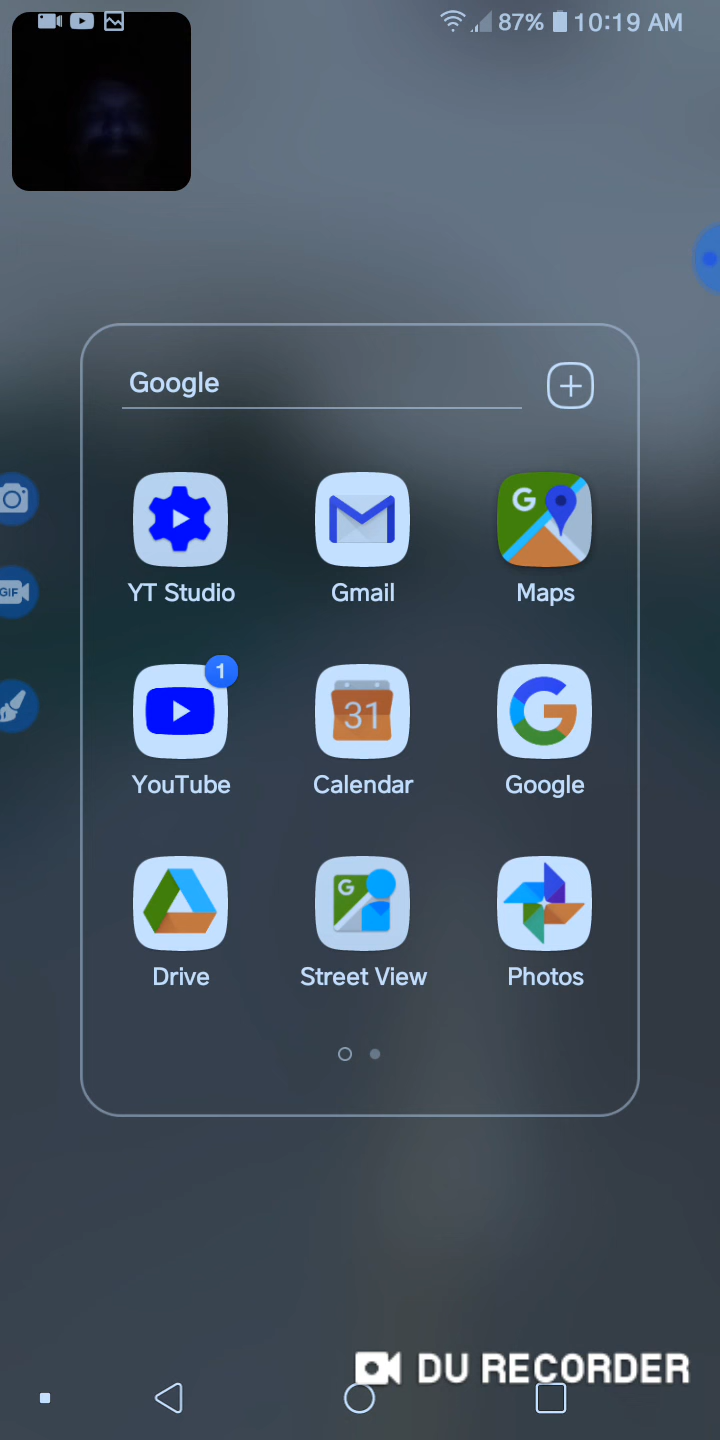 87% 10:19 AM
Google
G
YT Studio
Gmail
Maps
GIF
1
31
YouTube
Calendar
Google
G
Drive
Street View
Photos
DU RECORDER